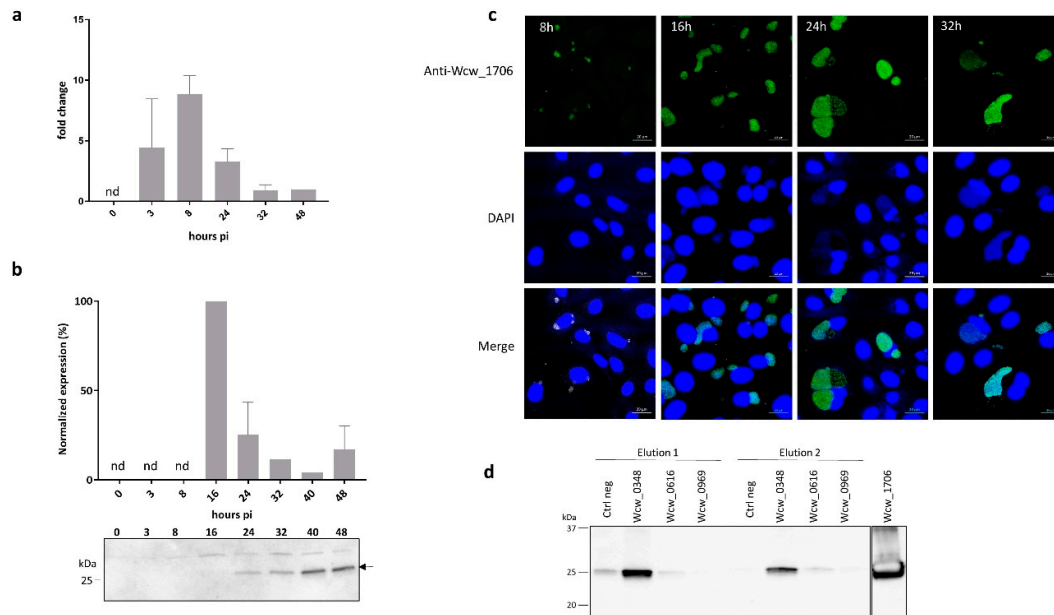 a
15
10
5
0
fold change
nd
0 3 8 24 32 48
hours pi
b
100
50
0
Normalized expression (%)
nd nd nd
0 3 8 16 24 32 40 48
hours pi
0 3 8 16 24 32 40 48
kDa
25
c
8h 16h 24h 32h
Anti-Wcw_1706
DAPI
Merge
d
Elution 1 Elution 2
Ctrl neg Wcw_0348 Wcw_0616 Wcw_0969 Ctrl neg Wcw_0348 Wcw_0616 Wcw_0969 Wcw_1706
kDa
37
25
20